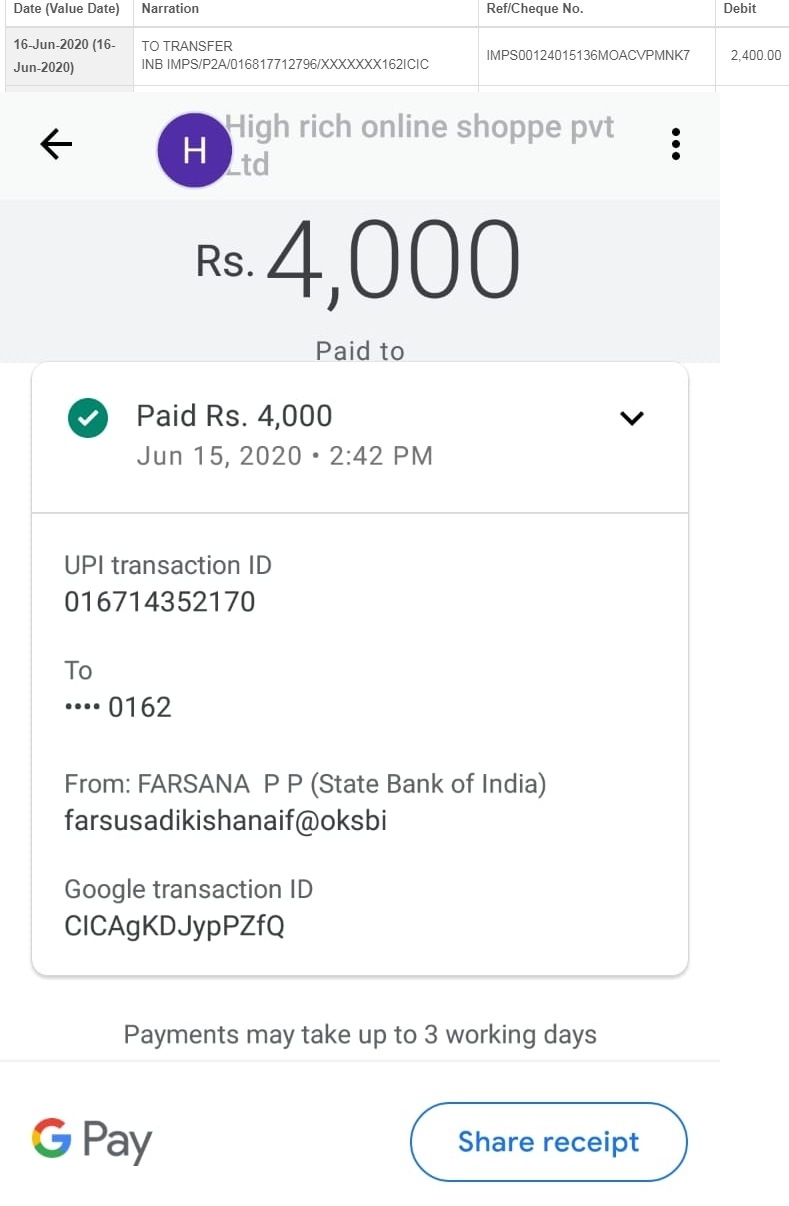 Date (Value Date) Narration Ref/Cheque No. Debit
16-Jun-2020 (16-
Jun-2020)
TO TRANSFER
INB IMPS/P2A/016817712796/XXXXXXX162ICIC
IMPS00124015136MOACVPMNK7 2,400.00
H
High rich online shoppe pvt
Ltd
Rs. 4,000
Paid to
Paid Rs. 4,000
Jun 15, 2020 • 2:42 PM
UPI transaction ID
016714352170
To
•••• 0162
From: FARSANA P P (State Bank of India)
farsusadikishanaif@oksbi
Google transaction ID
CICAgKDJypPZfQ
Payments may take up to 3 working days
G Pay
Share receipt